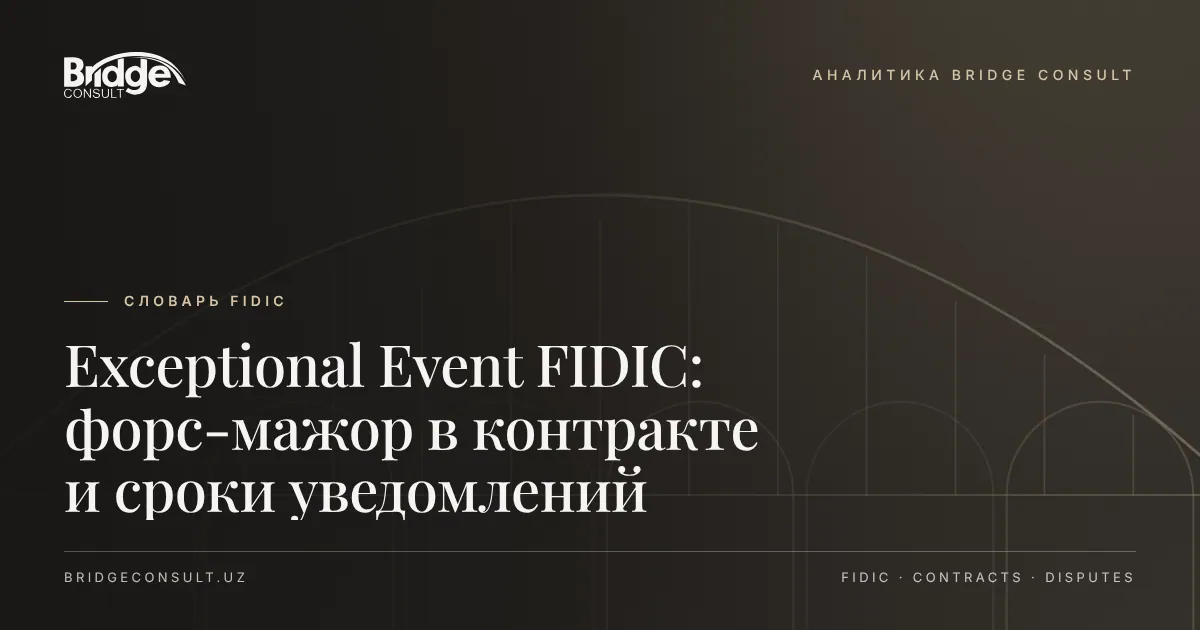 Bridge
CONSULT
АНАЛИТИКА BRIDGE CONSULT
СЛОВАРЬ FIDIC
Exceptional Event FIDIC:
форс-мажор в контракте
и сроки уведомлений
BRIDGECONSULT.UZ
FIDIC · CONTRACTS · DISPUTES